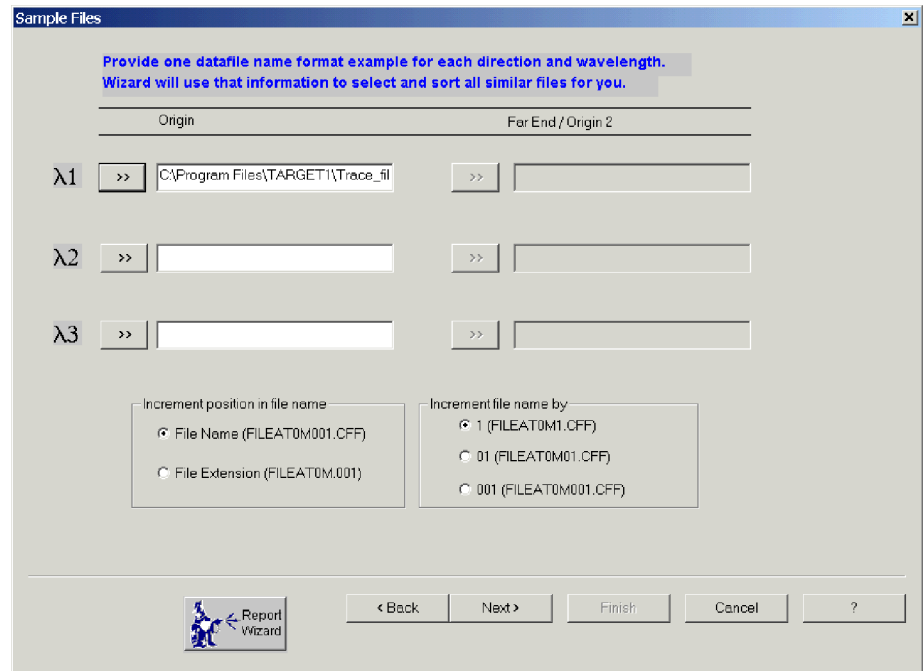 Sample Files
Provide one datafile name format example for each direction and wavelength.
Wizard will use that information to select and sort all similar files for you.
Origin
Far End / Origin 2
λ1 >> C:\Program Files\TARGET1\Trace_fil >>
λ2 >> >>
λ3 >> >>
Increment position in file name
File Name (FILEAT0M001.CFF)
File Extension (FILEAT0M.001)
Increment file name by
1 (FILEAT0M1.CFF)
01 (FILEAT0M01.CFF)
001 (FILEAT0M001.CFF)
Report
Wizard
< Back
Next >
Finish
Cancel
?